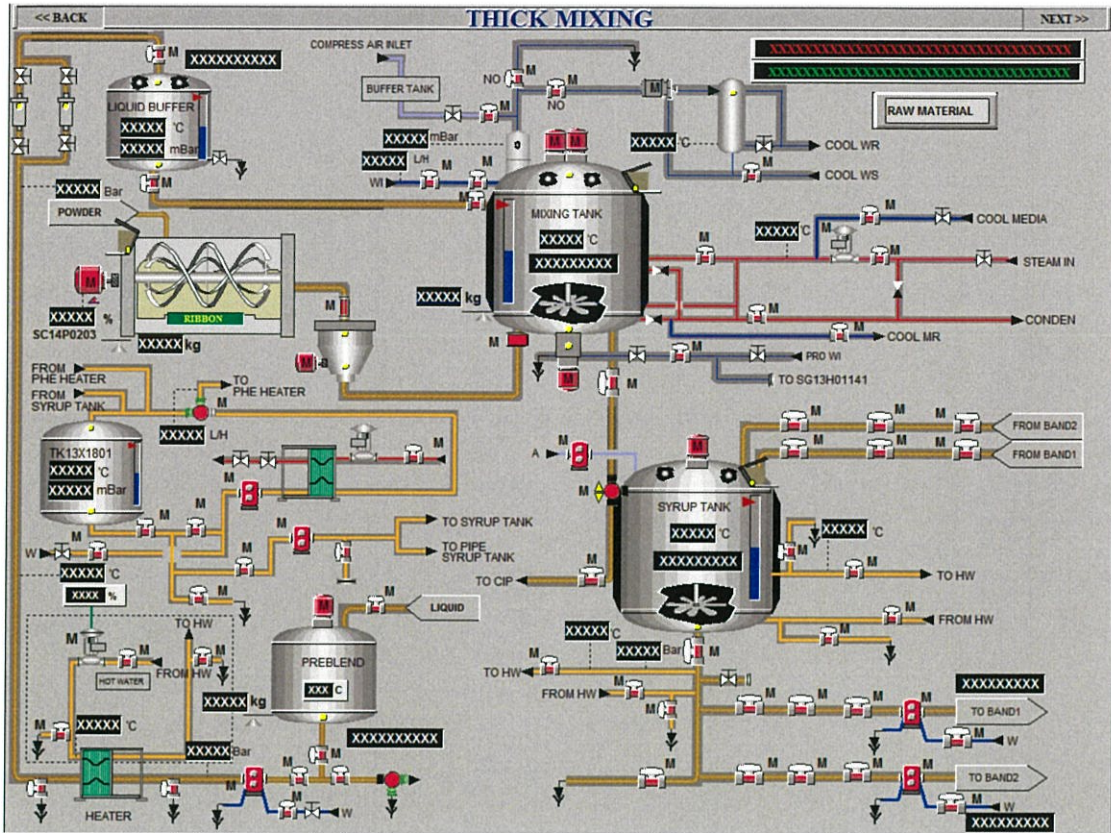 << BACK
THICK MIXING
NEXT >>
XXXXXXXXXX
COMPRESS AIR INLET
BUFFER TANK
M
NO
M
NO
M
XXXXXXXXXXXXXXXXXXXXXXXXXXXXXXXXXX
XXXXXXXXXXXXXXXXXXXXXXXXXXXXXXXXXX
RAW MATERIAL
LIQUID BUFFER
XXXXX °C
XXXXX mBar
XXXXX mBar
XXXXX L/H
WI
XXXXX °C
COOL WR
COOL WS
XXXXX Bar
POWDER
M
XXXXX %
SC14P0203
RIBBON
XXXXX kg
MIXING TANK
XXXXX °C
XXXXXXXXX
XXXXX kg
XXXXX °C
COOL MEDIA
STEAM IN
CONDEN
COOL MR
PRO WI
TO SG13H01141
FROM
PHE HEATER
FROM
SYRUP TANK
TO
PHE HEATER
XXXXX L/H
TK13X1801
XXXXX °C
XXXXX mBar
W
XXXXX °C
XXXX %
TO SYRUP TANK
TO PIPE
SYRUP TANK
A
FROM BAND2
FROM BAND1
SYRUP TANK
XXXXX °C
XXXXXXXXX
XXXXX °C
TO HW
TO CIP
FROM HW
LIQUID
PREBLEND
XXX C
XXXXX kg
XXXXXXXXXX
TO HW
FROM HW
HOT WATER
XXXXX °C
XXXXX Bar
HEATER
W
XXXXX °C
XXXXX Bar
TO HW
FROM HW
XXXXXXXXX
TO BAND1
W
TO BAND2
W
XXXXXXXXX